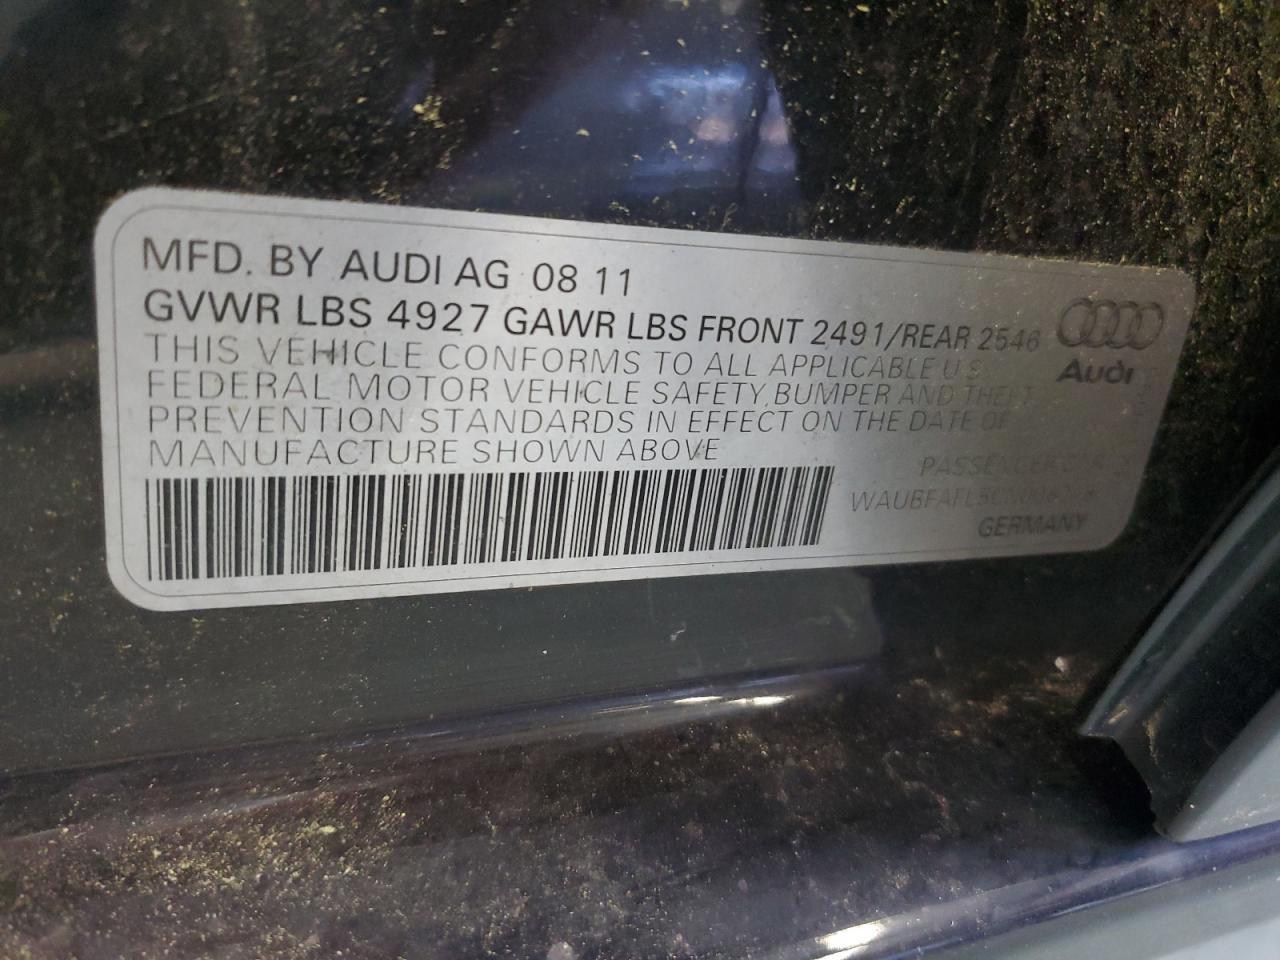 MFD. BY AUDI AG 08 11
GVWR LBS 4927 GAWR LBS FRONT 2491/REAR 2546
THIS VEHICLE CONFORMS TO ALL APPLICABLE U S
FEDERAL MOTOR VEHICLE SAFETY, BUMPER AND THEFT
PREVENTION STANDARDS IN EFFECT ON THE DATE OF
MANUFACTURE SHOWN ABOVE
Audi
PASSENGER
GERMANY